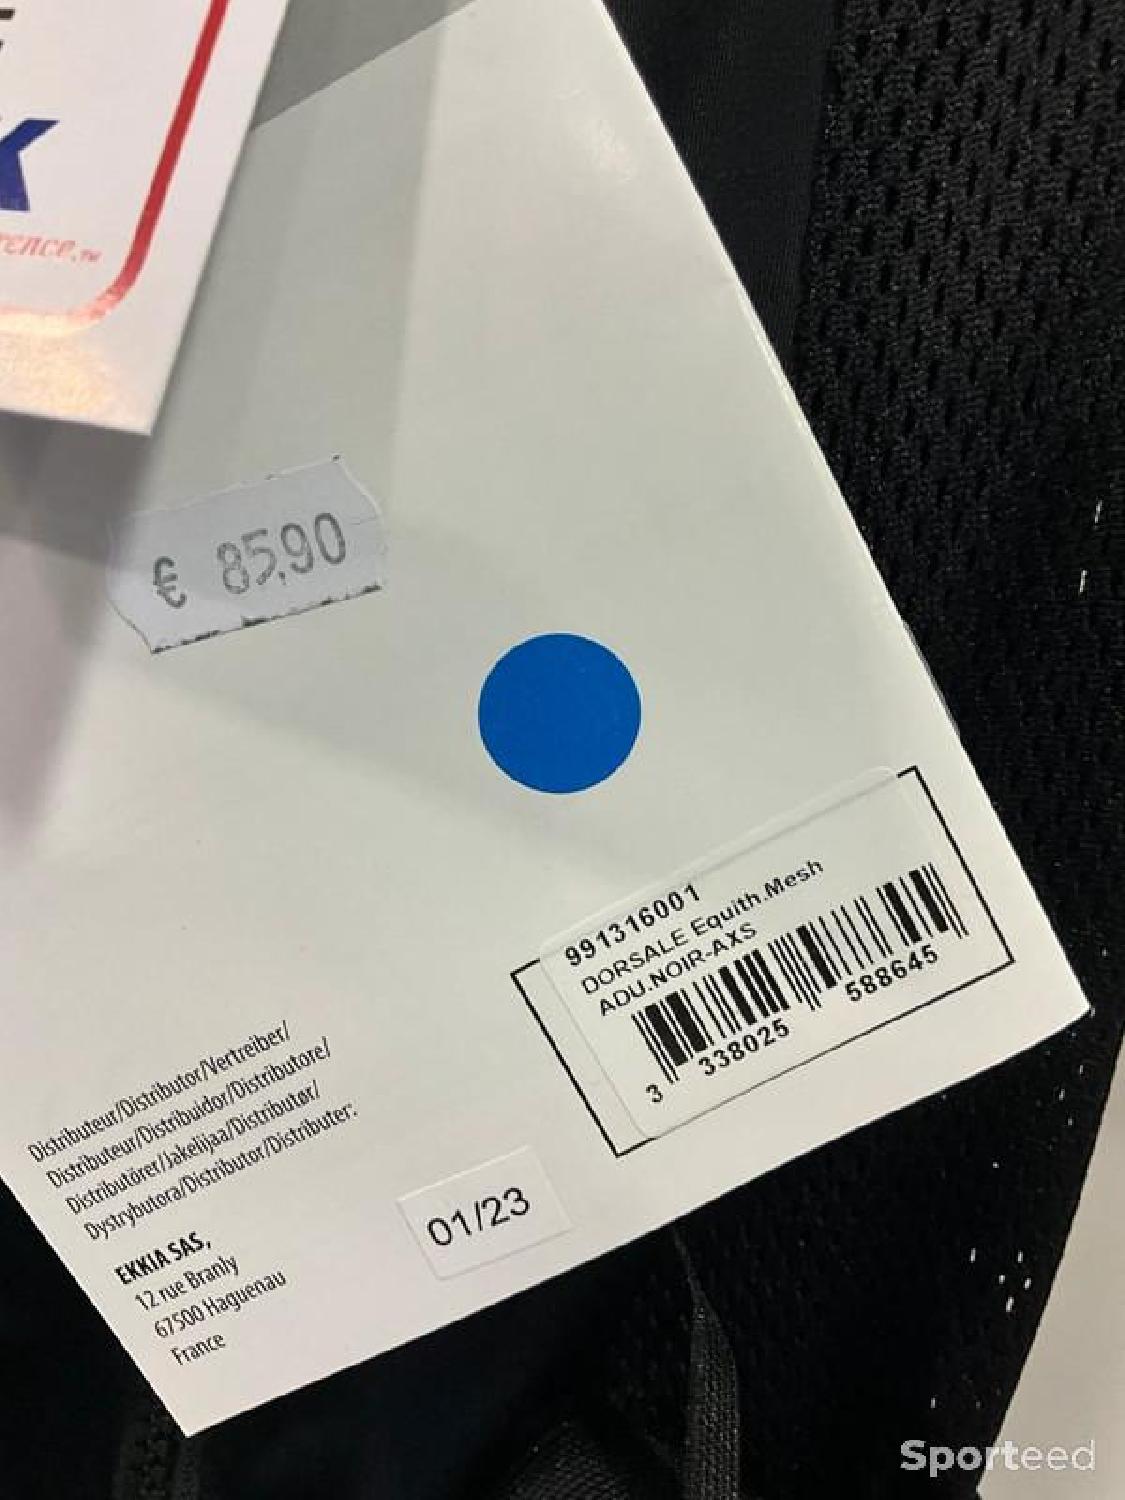 € 85.90
991316001
DORSALE Equith.Mesh
ADU.NOIR-AXS
3 338025 588645
Distributeur/Distributor/Vertreiber/
Distributeur/Distribuidor/Distributore/
Distributörer/Jakelijaa/Distributør/
Dystrybutora/Distributor/Distributer:
EKKIA SAS,
12 rue Branly
67500 Haguenau
France
01/23
Sporteed